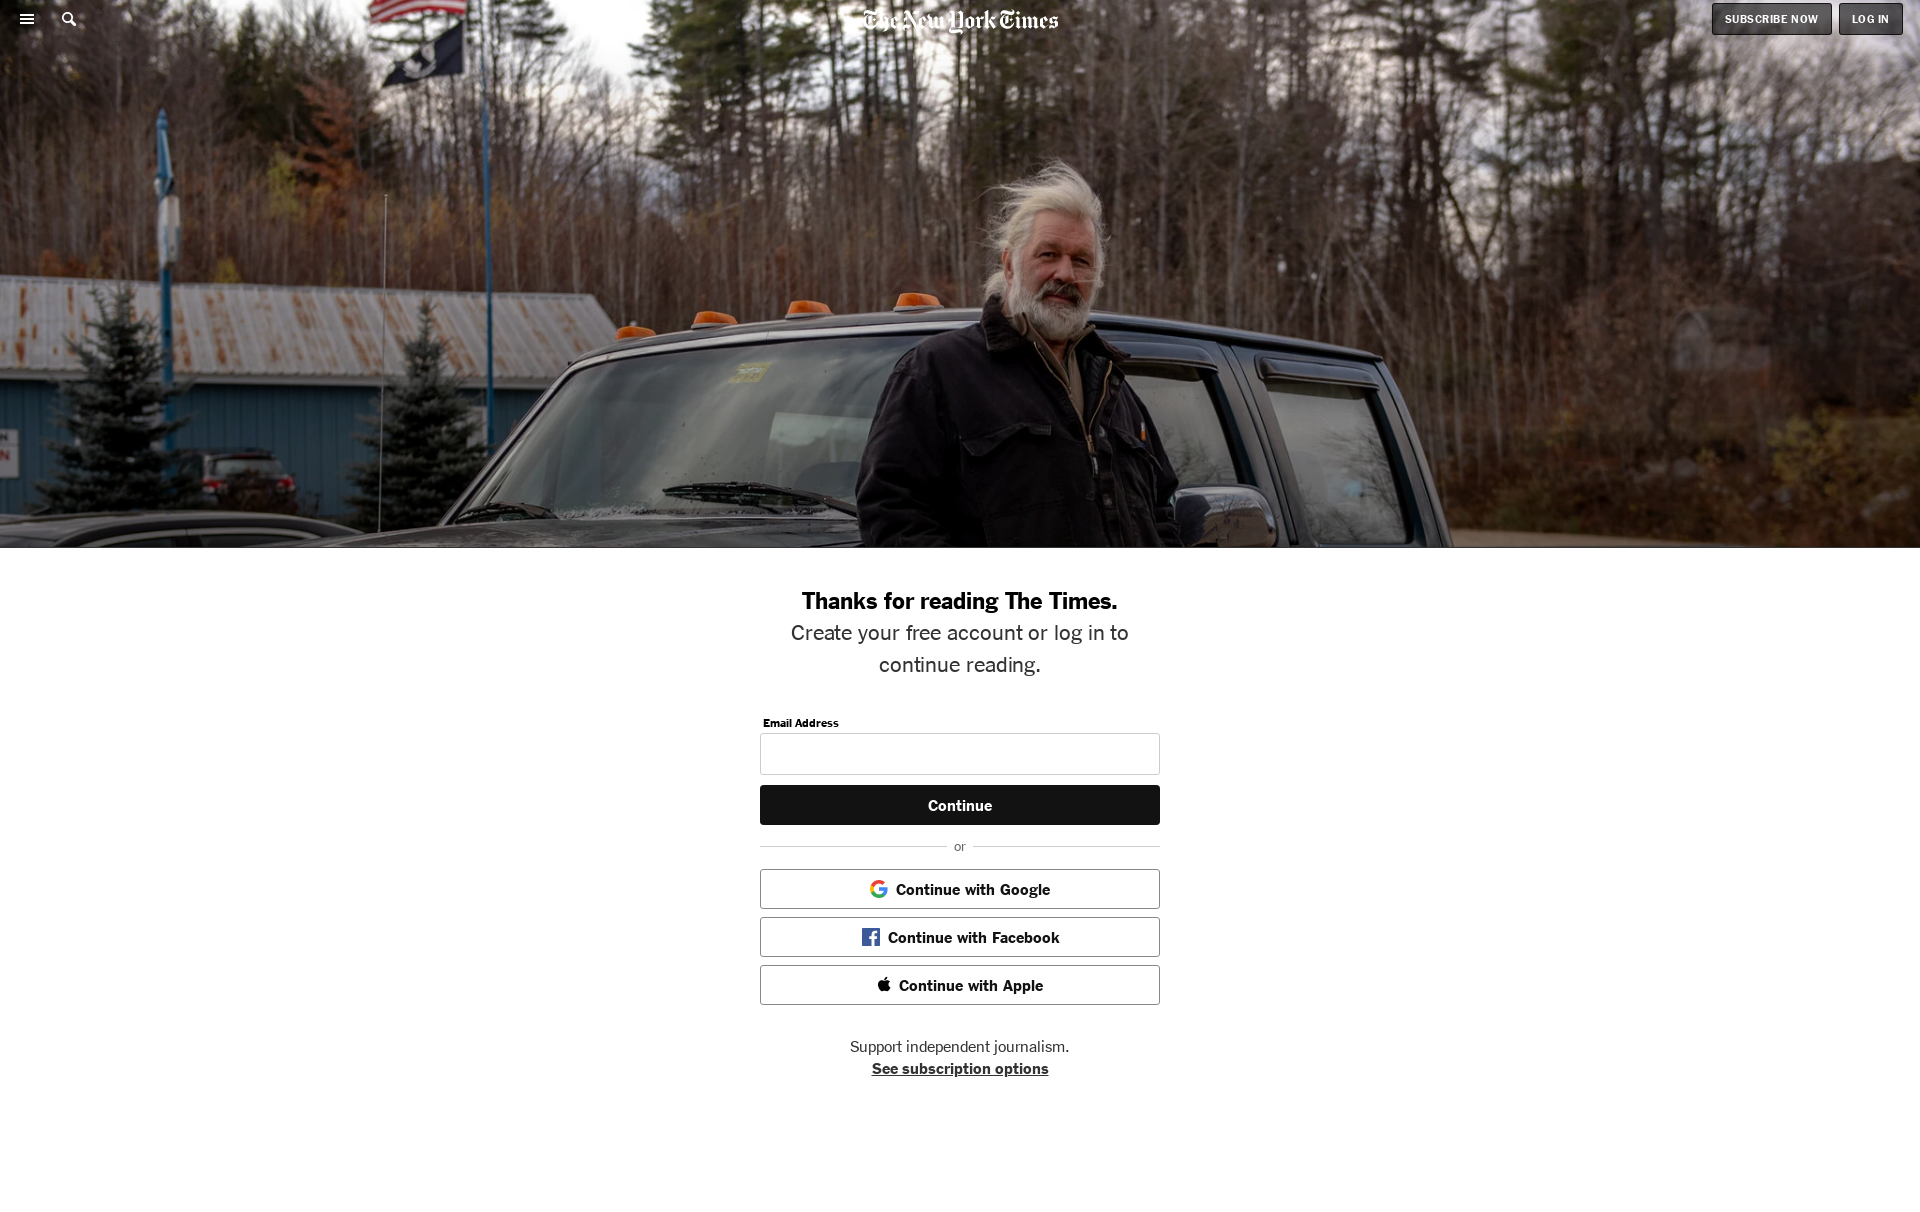 The New York Times
SUBSCRIBE NOW
LOG IN
Thanks for reading The Times.
Create your free account or log in to
continue reading.
Email Address
Continue
or
Continue with Google
Continue with Facebook
Continue with Apple
Support independent journalism.
See subscription options